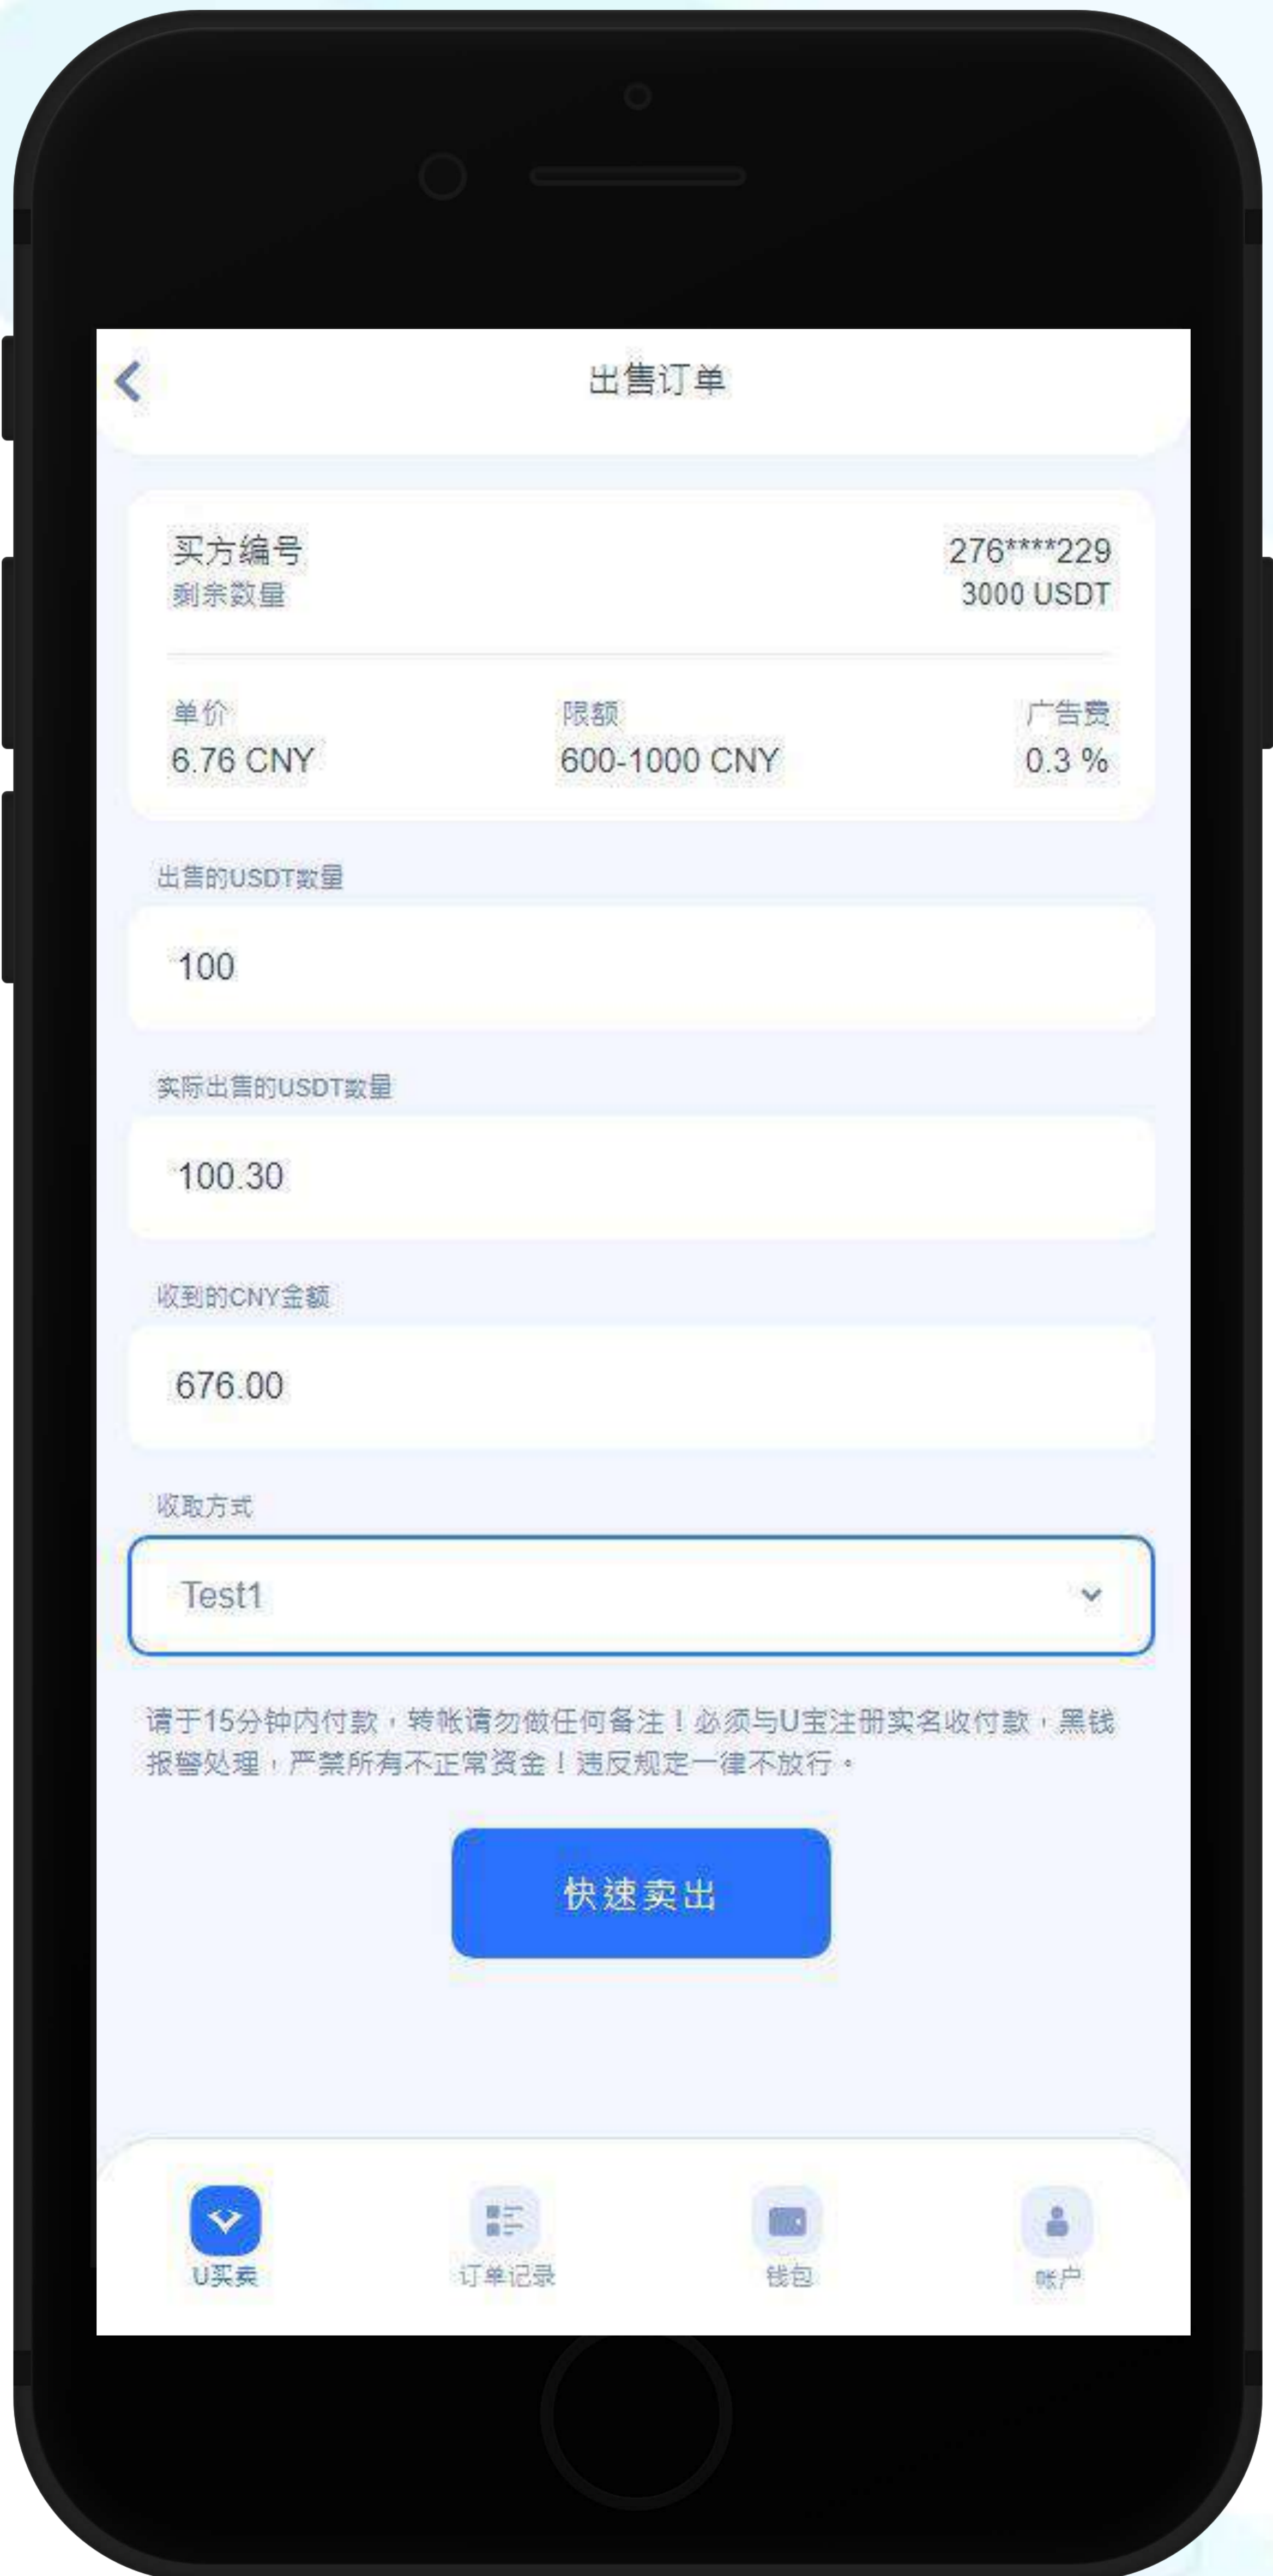 出售订单
买方编号 276****229
剩余数量 3000 USDT
单价 限额 广告费
6.76 CNY 600-1000 CNY 0.3 %
出售的USDT数量
100
实际出售的USDT数量
100.30
收到的CNY金额
676.00
收取方式
Test1
请于15分钟内付款，转帐请勿做任何备注！必须与U宝注册实名收付款，黑钱
报警处理，严禁所有不正常资金！违反规定一律不放行。
快速卖出
U买卖 订单记录 钱包 帐户